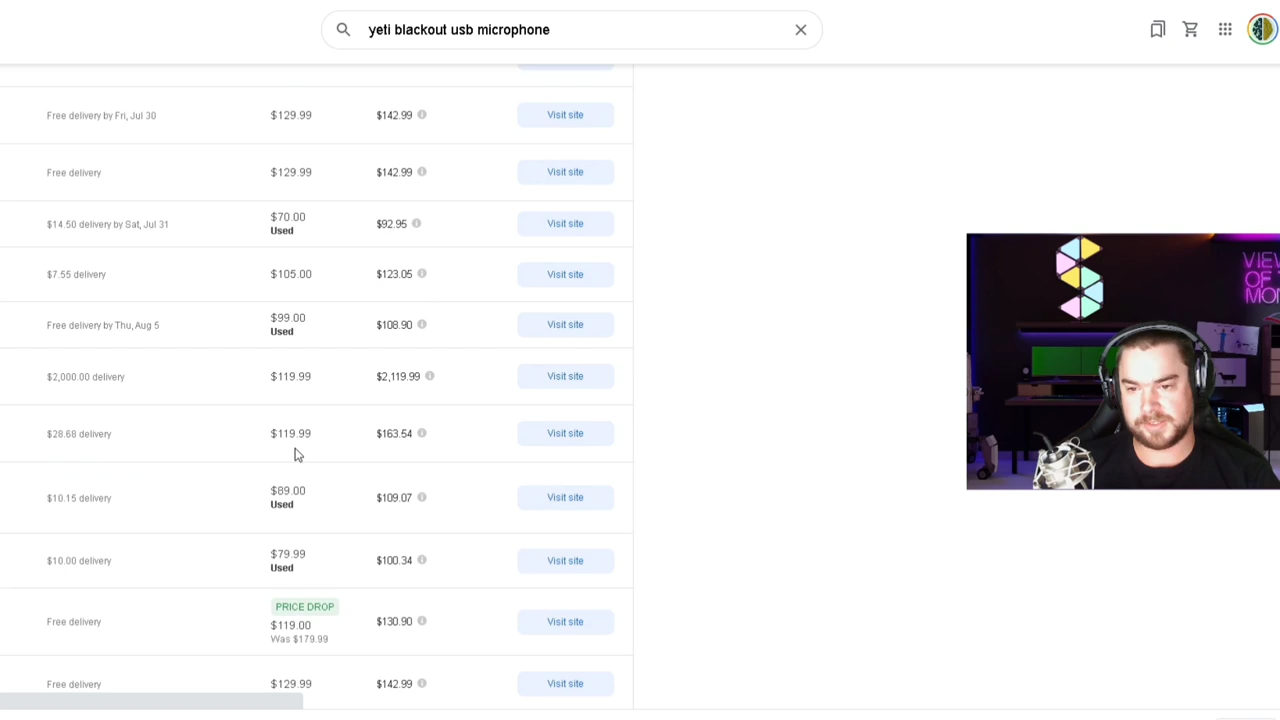 yeti blackout usb microphone
Free delivery by Fri, Jul 30 $129.99 $142.99 Visit site
Free delivery $129.99 $142.99 Visit site
$14.50 delivery by Sat, Jul 31 $70.00 Used $92.95 Visit site
$7.55 delivery $105.00 $123.05 Visit site
Free delivery by Thu, Aug 5 $99.00 Used $108.90 Visit site
$2,000.00 delivery $119.99 $2,119.99 Visit site
$28.68 delivery $119.99 $163.54 Visit site
$10.15 delivery $89.00 Used $109.07 Visit site
$10.00 delivery $79.99 Used $100.34 Visit site
PRICE DROP
Free delivery $119.00 $130.90 Visit site
Was $179.99
Free delivery $129.99 $142.99 Visit site
VIEW
OF